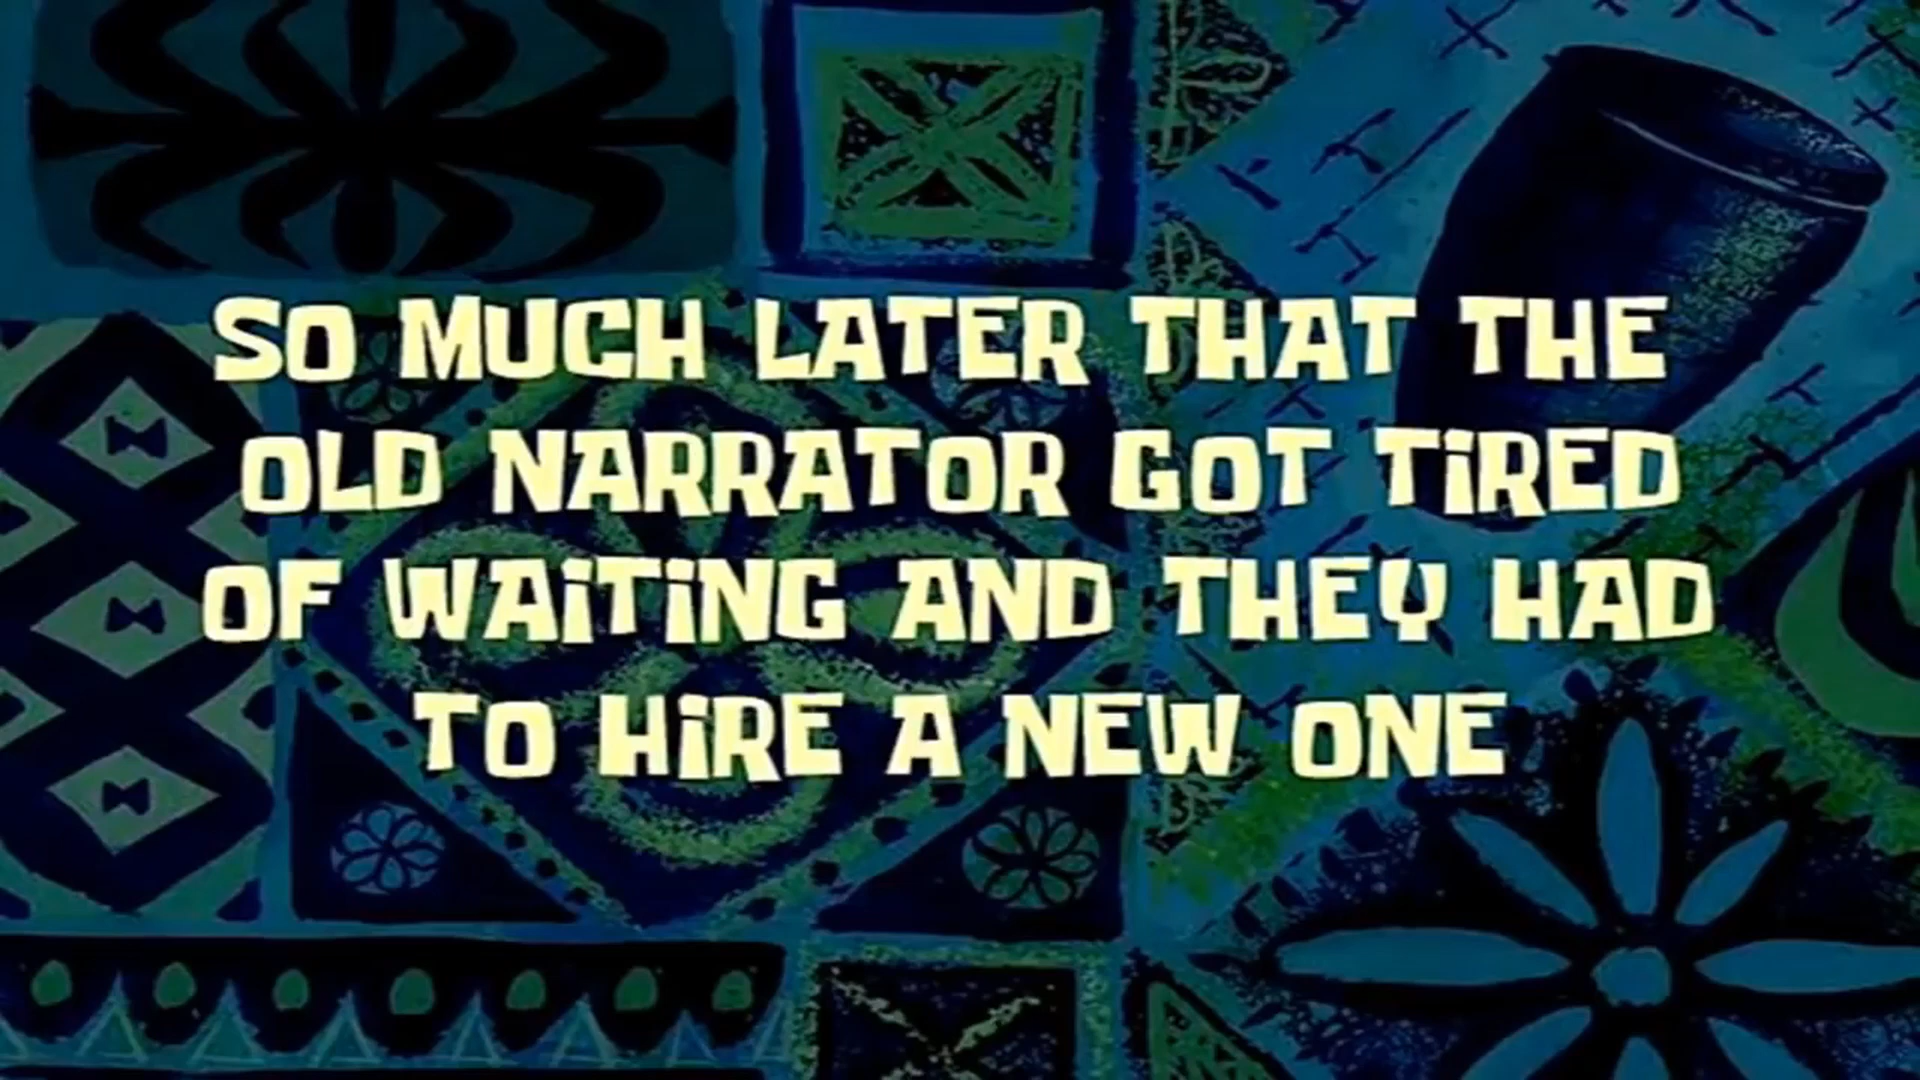 SO MUCH LATER THAT THE
OLD NARRATOR GOT TIRED
OF WAITING AND THEY HAD
TO HIRE A NEW ONE